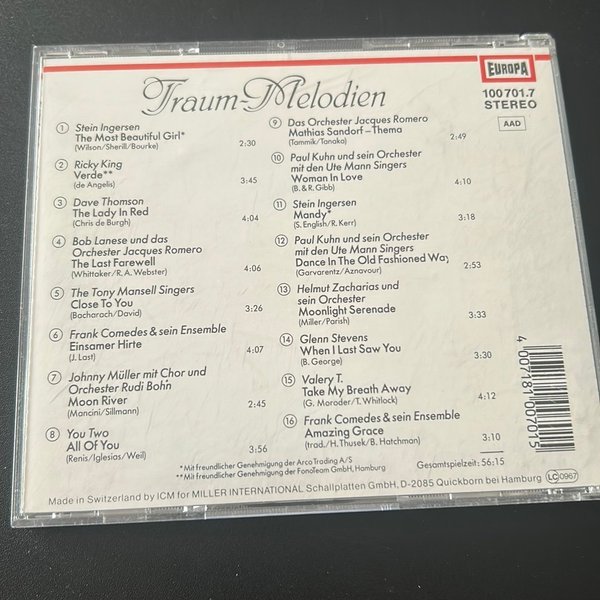 EUROPA
100 701.7
STEREO
AAD
Traum-Melodien
1 Stein Ingersen
The Most Beautiful Girl*
(Wilson/Sherill/Bourke) 2:30
2 Ricky King
Verde**
(de Angelis) 3:45
3 Dave Thomson
The Lady In Red
(Chris de Burgh) 4:04
4 Bob Lanese und das
Orchester Jacques Romero
The Last Farewell
(Whittaker/R.A. Webster) 4:06
5 The Tony Mansell Singers
Close To You
(Bacharach/David) 3:26
6 Frank Comedes & sein Ensemble
Einsamer Hirte
(J. Last) 4:07
7 Johnny Müller mit Chor und
Orchester Rudi Bohn
Moon River
(Mancini/Sillmann) 2:45
8 You Two
All Of You
(Renis/Iglesias/Weil) 3:56
9 Das Orchester Jacques Romero
Mathias Sandorf – Thema
(Tammik/Tanaka) 2:49
10 Paul Kuhn und sein Orchester
mit den Ute Mann Singers
Woman In Love
(B. & R. Gibb) 4:10
11 Stein Ingersen
Mandy*
(S. English/R. Kerr) 3:18
12 Paul Kuhn und sein Orchester
mit den Ute Mann Singers
Dance In The Old Fashioned Way
(Garvarentz/Aznavour) 2:53
13 Helmut Zacharias und
sein Orchester
Moonlight Serenade
(Miller/Parish) 3:33
14 Glenn Stevens
When I Last Saw You
(B. George) 3:30
15 Valery T.
Take My Breath Away
(G. Moroder/T. Whitlock) 4:12
16 Frank Comedes & sein Ensemble
Amazing Grace
(trad./H. Thusek/B. Hatchman) 3:10
* Mit freundlicher Genehmigung der Arco Trading A/S
** Mit freundlicher Genehmigung der FonoTeam GmbH, Hamburg
Gesamtspielzeit: 56:15
Made in Switzerland by ICM for MILLER INTERNATIONAL Schallplatten GmbH, D-2085 Quickborn bei Hamburg LC 0967
4 007181 007015